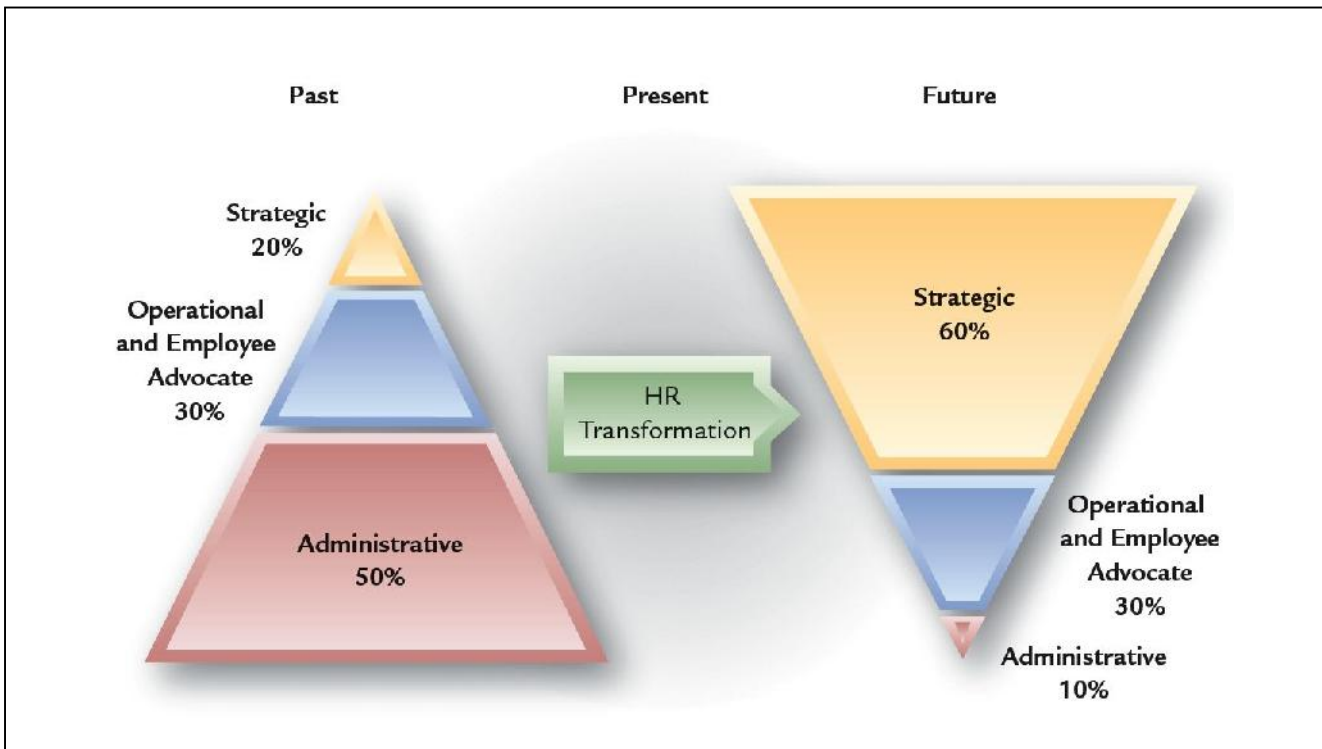 Past
Present
Future
Strategic
20%
Operational
and Employee
Advocate
30%
Administrative
50%
HR
Transformation
Strategic
60%
Operational
and Employee
Advocate
30%
Administrative
10%